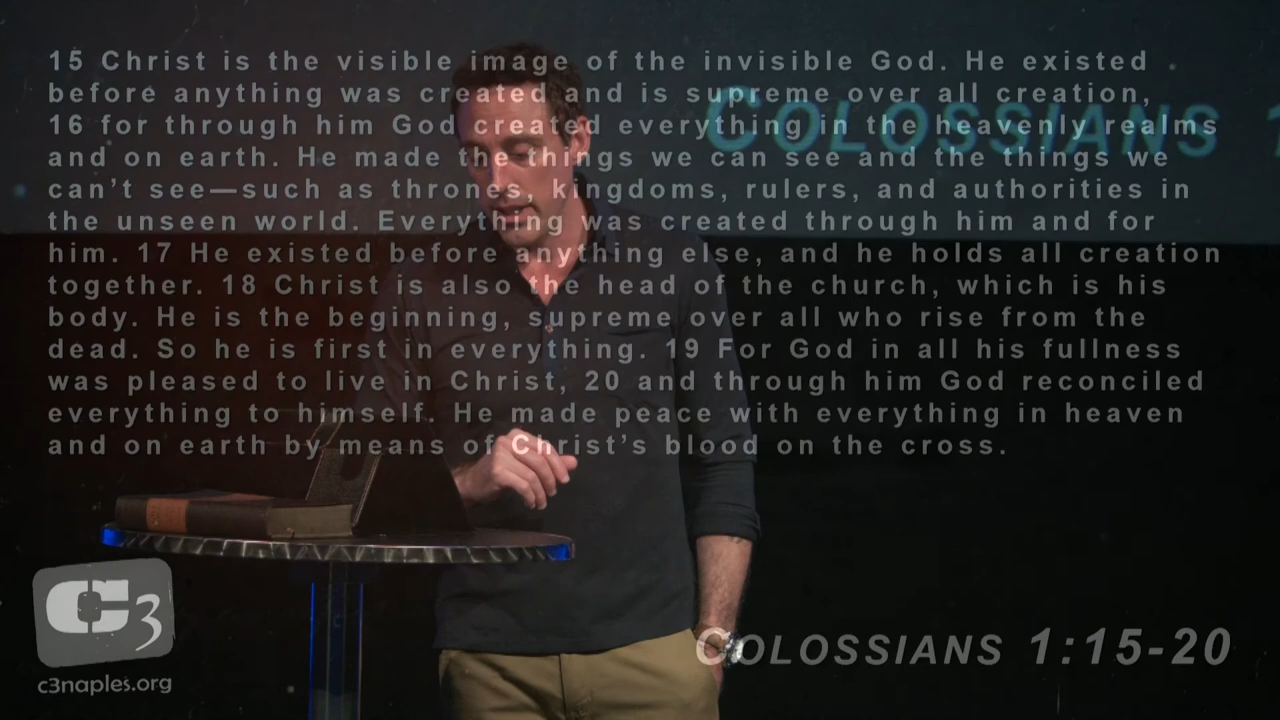 15 Christ is the visible image of the invisible God. He existed
before anything was created and is supreme over all creation,
16 for through him God created everything in the heavenly realms
and on earth. He made the things we can see and the things we
can’t see—such as thrones, kingdoms, rulers, and authorities in
the unseen world. Everything was created through him and for
him. 17 He existed before anything else, and he holds all creation
together. 18 Christ is also the head of the church, which is his
body. He is the beginning, supreme over all who rise from the
dead. So he is first in everything. 19 For God in all his fullness
was pleased to live in Christ, 20 and through him God reconciled
everything to himself. He made peace with everything in heaven
and on earth by means of Christ’s blood on the cross.
COLOSSIANS 1
C3
c3naples.org
COLOSSIANS 1:15-20